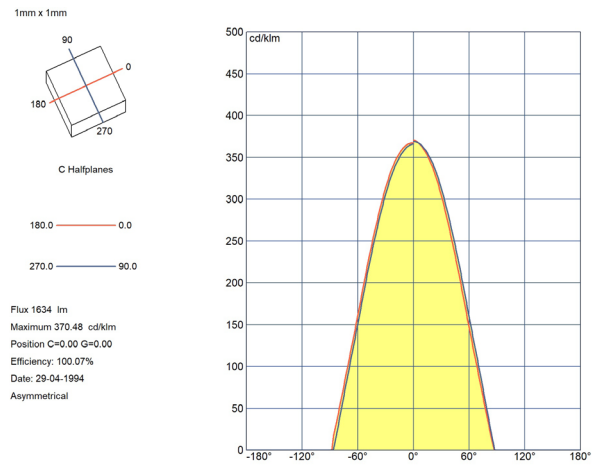 1mm x 1mm
90
0
180
270
C Halfplanes
180.0 0.0
270.0 90.0
Flux 1634 lm
Maximum 370.48 cd/klm
Position C=0.00 G=0.00
Efficiency: 100.07%
Date: 29-04-1994
Asymmetrical
500
cd/klm
450
400
350
300
250
200
150
100
50
0
-180° -120° -60° 0° 60° 120° 180°